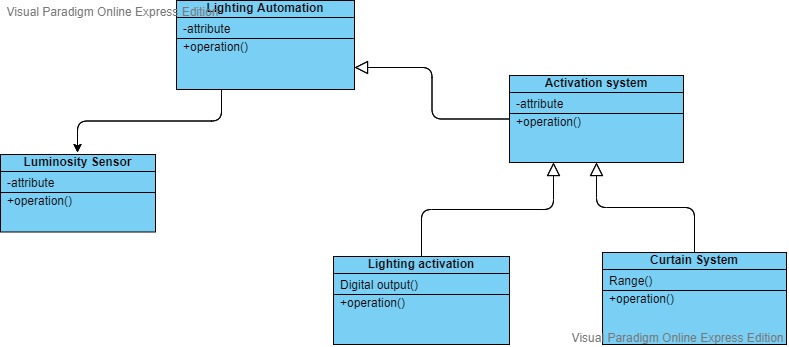 Visual Paradigm Online Express Edition
Lighting Automation
-attribute
+operation()
Activation system
-attribute
+operation()
Luminosity Sensor
-attribute
+operation()
Lighting activation
Digital output()
+operation()
Curtain System
Range()
+operation()
Visual Paradigm Online Express Edition